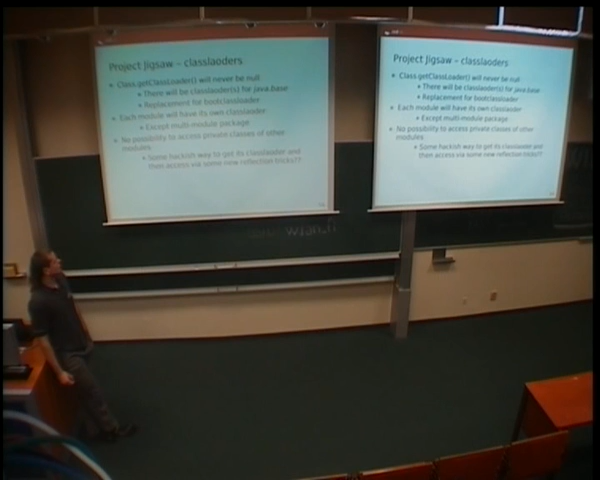 Project Jigsaw – classlaoders
Class.getClassLoader() will never be null
There will be classlaoder(s) for java.base
Replacement for bootclassloader
Each module will have its own classloader
Except multi-module package
No possibility to access private classes of other
modules
Some hackish way to get its classloader and
then access via some new reflection tricks??
Project Jigsaw – classlaoders
Class.getClassLoader() will never be null
There will be classlaoder(s) for java.base
Replacement for bootclassloader
Each module will have its own classloader
Except multi-module package
No possibility to access private classes of other
modules
Some hackish way to get its classloader and
then access via some new reflection tricks??